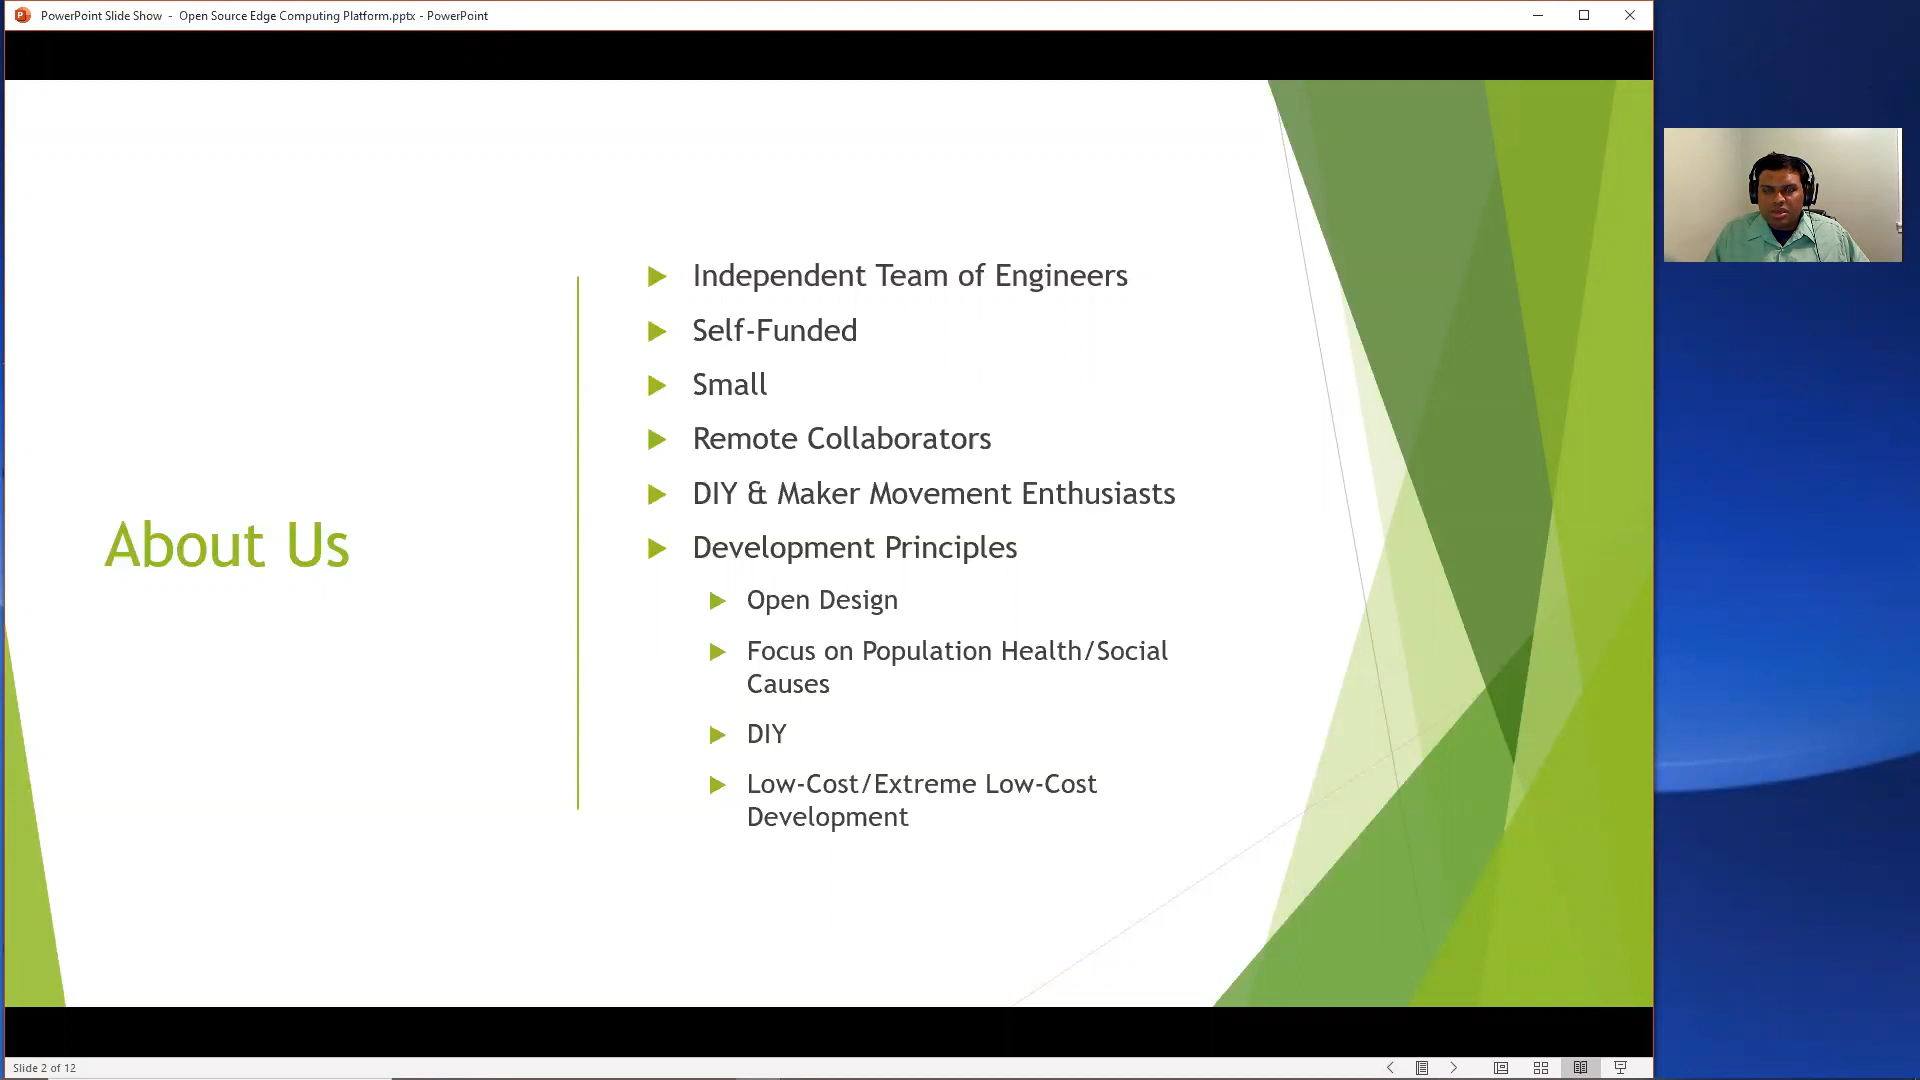 PowerPoint Slide Show - Open Source Edge Computing Platform.pptx - PowerPoint
About Us
Independent Team of Engineers
Self-Funded
Small
Remote Collaborators
DIY & Maker Movement Enthusiasts
Development Principles
Open Design
Focus on Population Health/Social
Causes
DIY
Low-Cost/Extreme Low-Cost
Development
Slide 2 of 12